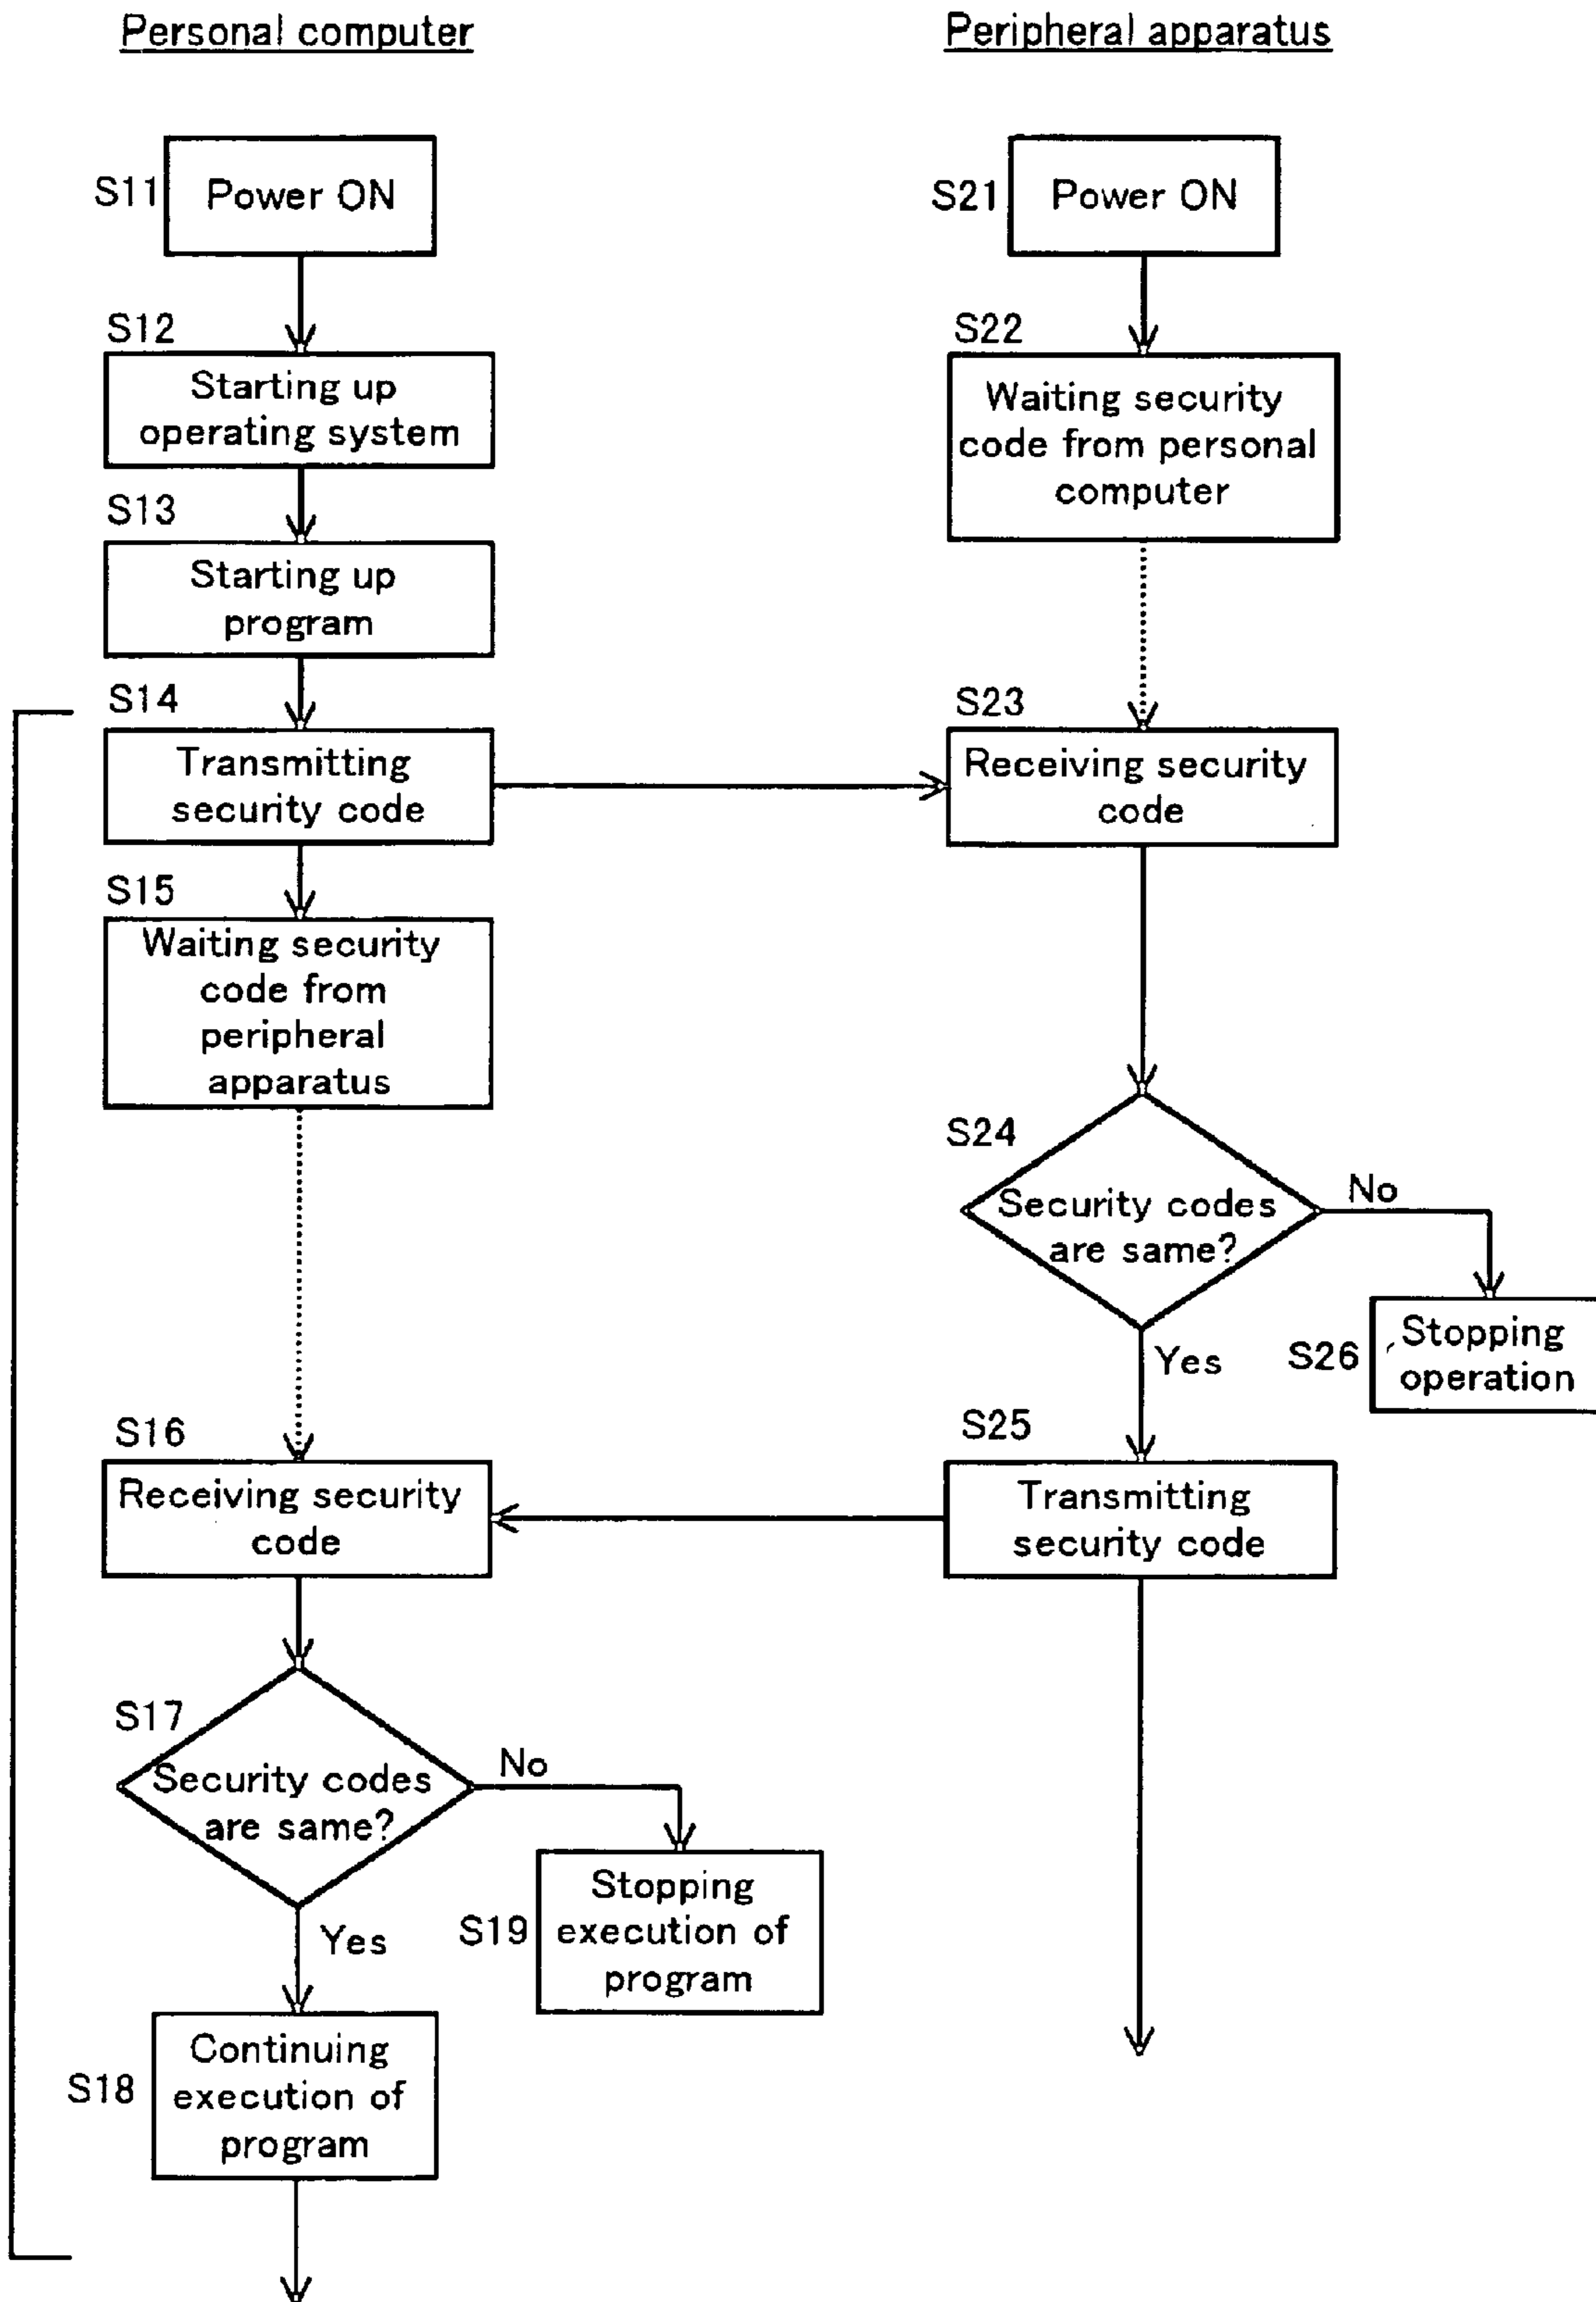 Personal computer
Peripheral apparatus
S11
Power ON
S21
Power ON
S12
Starting up
operating system
S22
Waiting security
code from personal
computer
S13
Starting up
program
S14
Transmitting
security code
S23
Receiving security
code
S15
Waiting security
code from
peripheral
apparatus
S24
Security codes
are same?
No
Yes
S26
Stopping
operation
S16
Receiving security
code
S25
Transmitting
security code
S17
Security codes
are same?
No
Yes
S19
Stopping
execution of
program
S18
Continuing
execution of
program